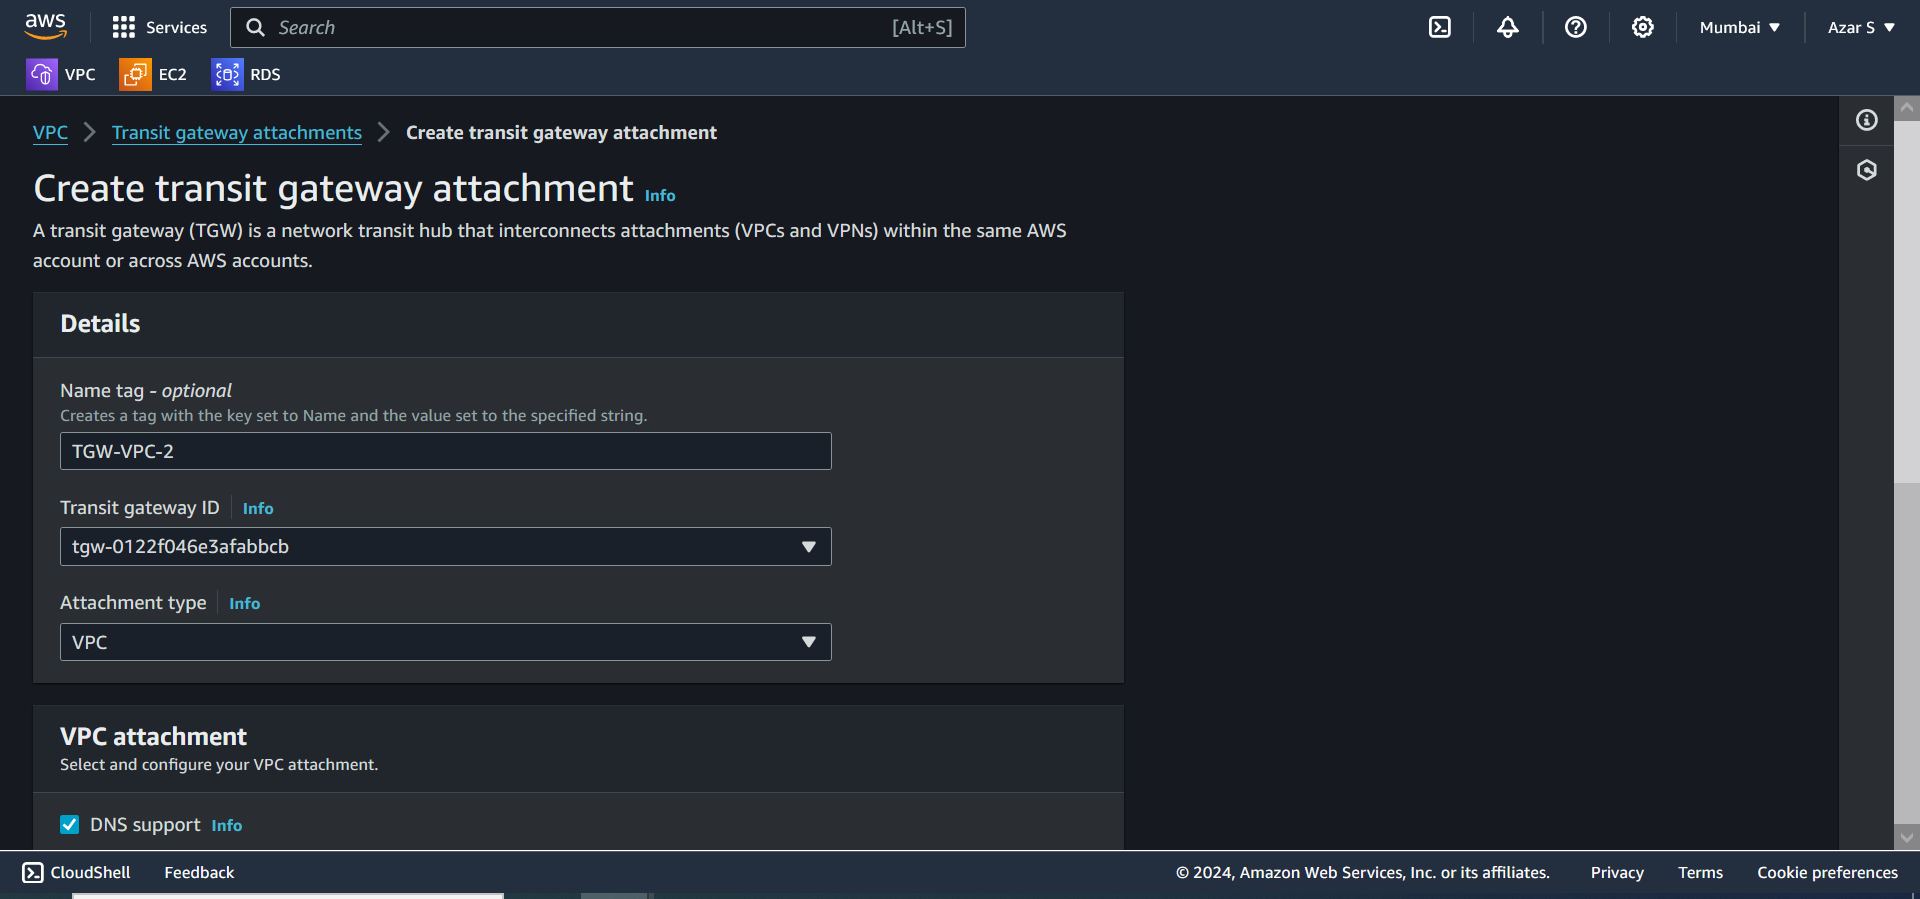 aws
Services
Search
[Alt+S]
Mumbai ▼
Azar S ▼
VPC
EC2
RDS
VPC > Transit gateway attachments > Create transit gateway attachment
Create transit gateway attachment Info
A transit gateway (TGW) is a network transit hub that interconnects attachments (VPCs and VPNs) within the same AWS
account or across AWS accounts.
Details
Name tag - optional
Creates a tag with the key set to Name and the value set to the specified string.
TGW-VPC-2
Transit gateway ID Info
tgw-0122f046e3afabbcb
Attachment type Info
VPC
VPC attachment
Select and configure your VPC attachment.
DNS support Info
CloudShell
Feedback
© 2024, Amazon Web Services, Inc. or its affiliates.
Privacy
Terms
Cookie preferences